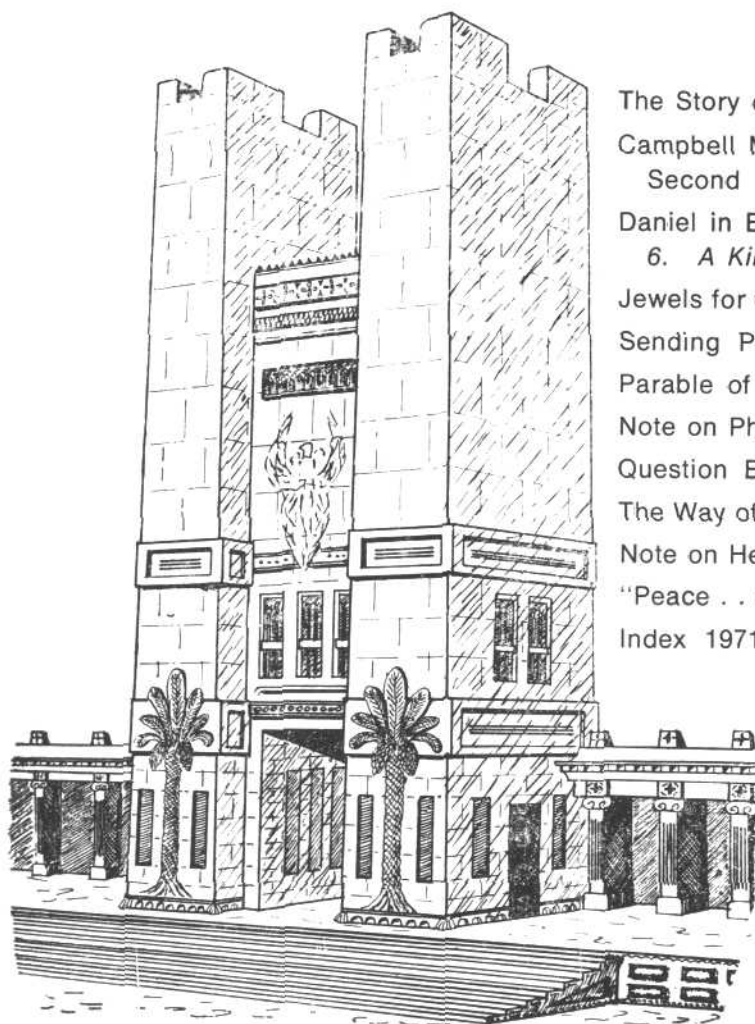 The Story
Campbell
Second
Daniel in
6. A
Jewels for
Sending
Parable of
Note on
Question
The Way of
Note on
"Peace . .
Index 1971